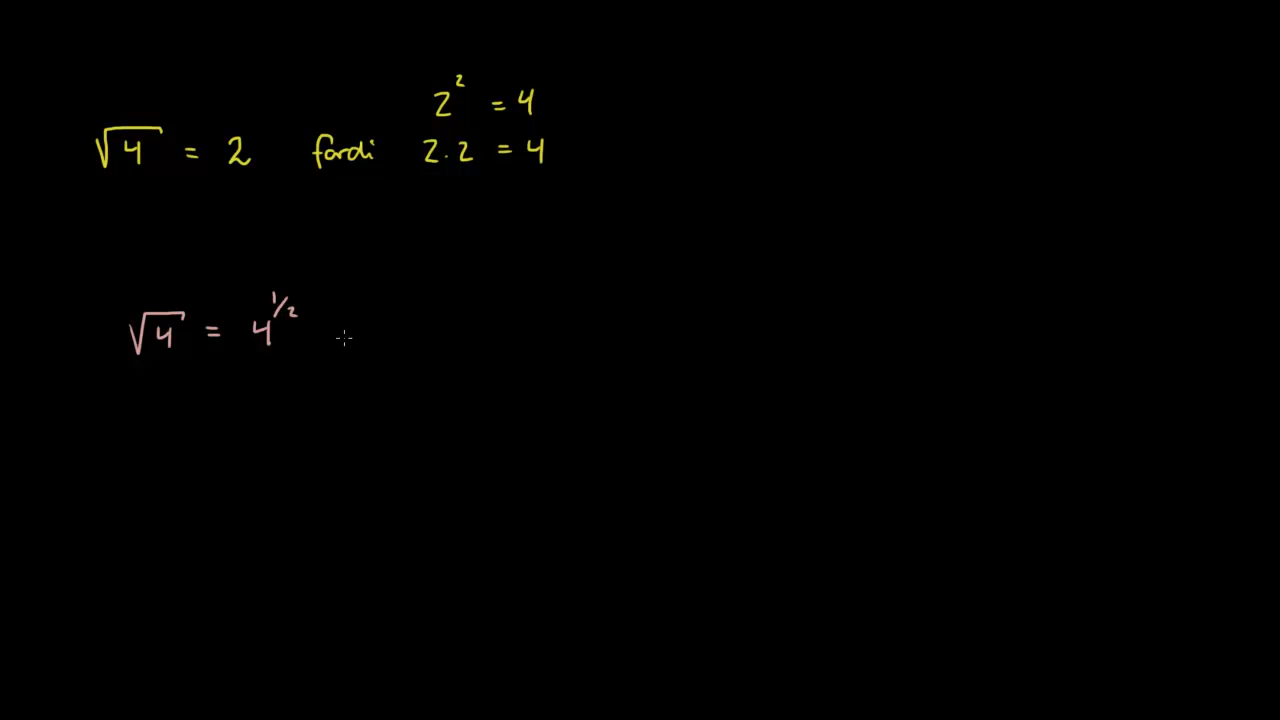 2² = 4
√4 = 2 fordi 2·2 = 4
√4 = 4^1/2